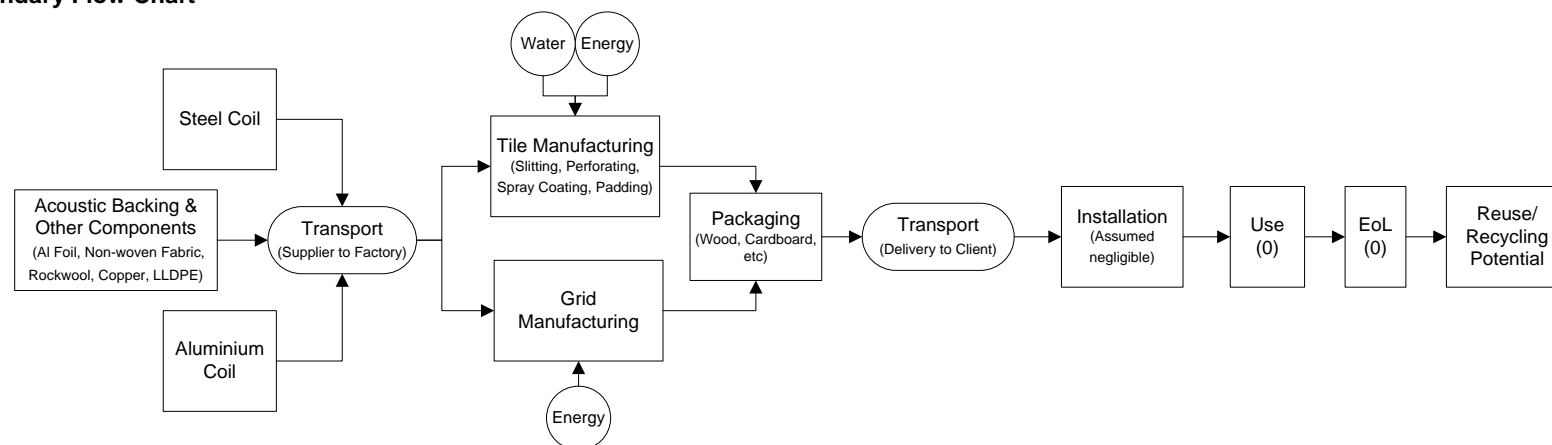 Flow Chart
Water
Energy
Steel Coil
Tile Manufacturing
(Slitting, Perforating,
Spray Coating, Padding)
Acoustic Backing &
Other Components
(Al Foil, Non-woven Fabric,
Rockwool, Copper, LLDPE)
Transport
(Supplier to Factory)
Packaging
(Wood, Cardboard,
etc)
Transport
(Delivery to Client)
Installation
(Assumed
negligible)
Use
(0)
EoL
(0)
Reuse/
Recycling
Potential
Grid
Manufacturing
Aluminium
Coil
Energy